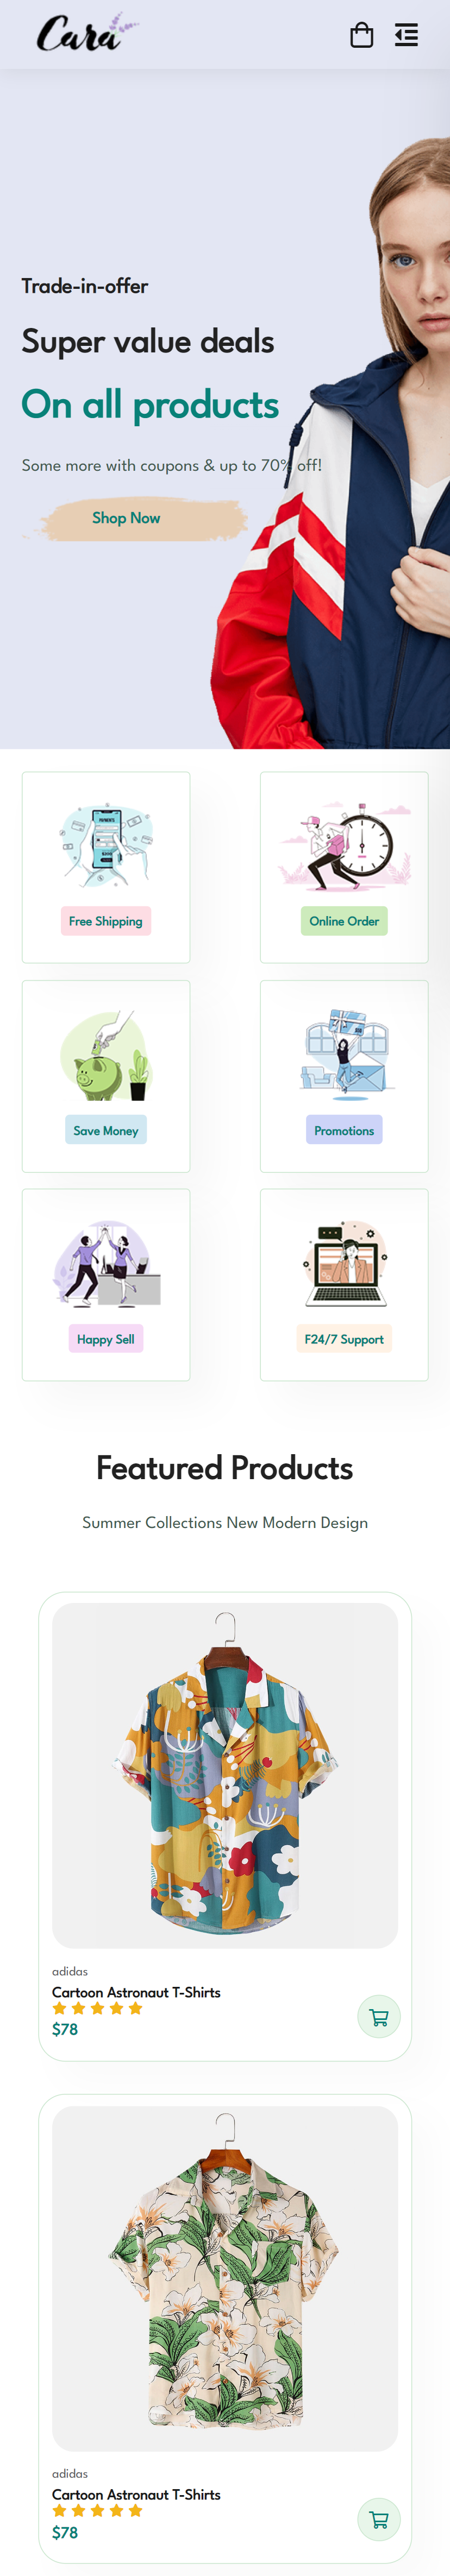 Cara
Trade-in-offer
Super value deals
On all products
Some more with coupons & up to 70% off!
Shop Now
PAYMENTS
Free Shipping
Online Order
Save Money
Promotions
Happy Sell
F24/7 Support
Featured Products
Summer Collections New Modern Design
adidas
Cartoon Astronaut T-Shirts
$78
adidas
Cartoon Astronaut T-Shirts
$78